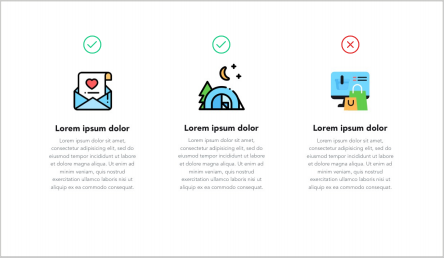 Lorem ipsum dolor
Lorem ipsum dolor sit amet,
consectetur adipiscing elit, sed do
eiusmod tempor incididunt ut labore
et dolore magna aliqua. Ut enim ad
minim veniam, quis nostrud
exercitation ullamco laboris nisi ut
aliquip ex ea commodo consequat.
Lorem ipsum dolor
Lorem ipsum dolor sit amet,
consectetur adipiscing elit, sed do
eiusmod tempor incididunt ut labore
et dolore magna aliqua. Ut enim ad
minim veniam, quis nostrud
exercitation ullamco laboris nisi ut
aliquip ex ea commodo consequat.
Lorem ipsum dolor
Lorem ipsum dolor sit amet,
consectetur adipiscing elit, sed do
eiusmod tempor incididunt ut labore
et dolore magna aliqua. Ut enim ad
minim veniam, quis nostrud
exercitation ullamco laboris nisi ut
aliquip ex ea commodo consequat.